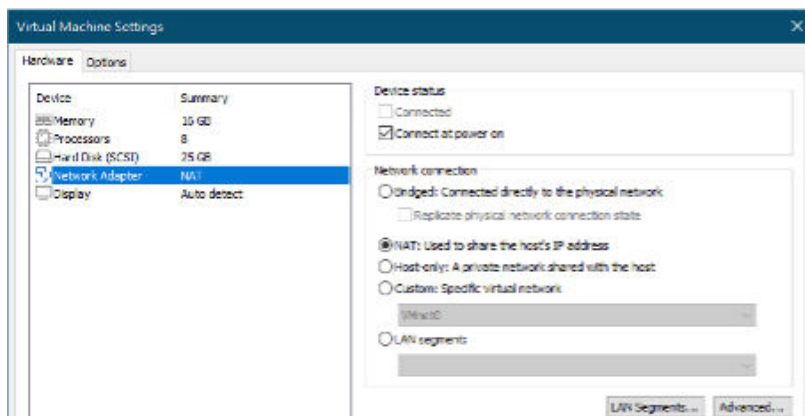 Virtual Machine Settings
Hardware Options
Device Summary
Memory 16 GB
Processors 8
Hard Disk (SCSI) 25 GB
Network Adapter NAT
Display Auto detect
Device status
Connected
Connect at power on
Network connection
Bridged: Connected directly to the physical network
Replicate physical network connection state
NAT: Used to share the host's IP address
Host-only: A private network shared with the host
Custom: Specific virtual network
VMnet0
LAN segments
LAN Segments... Advanced...